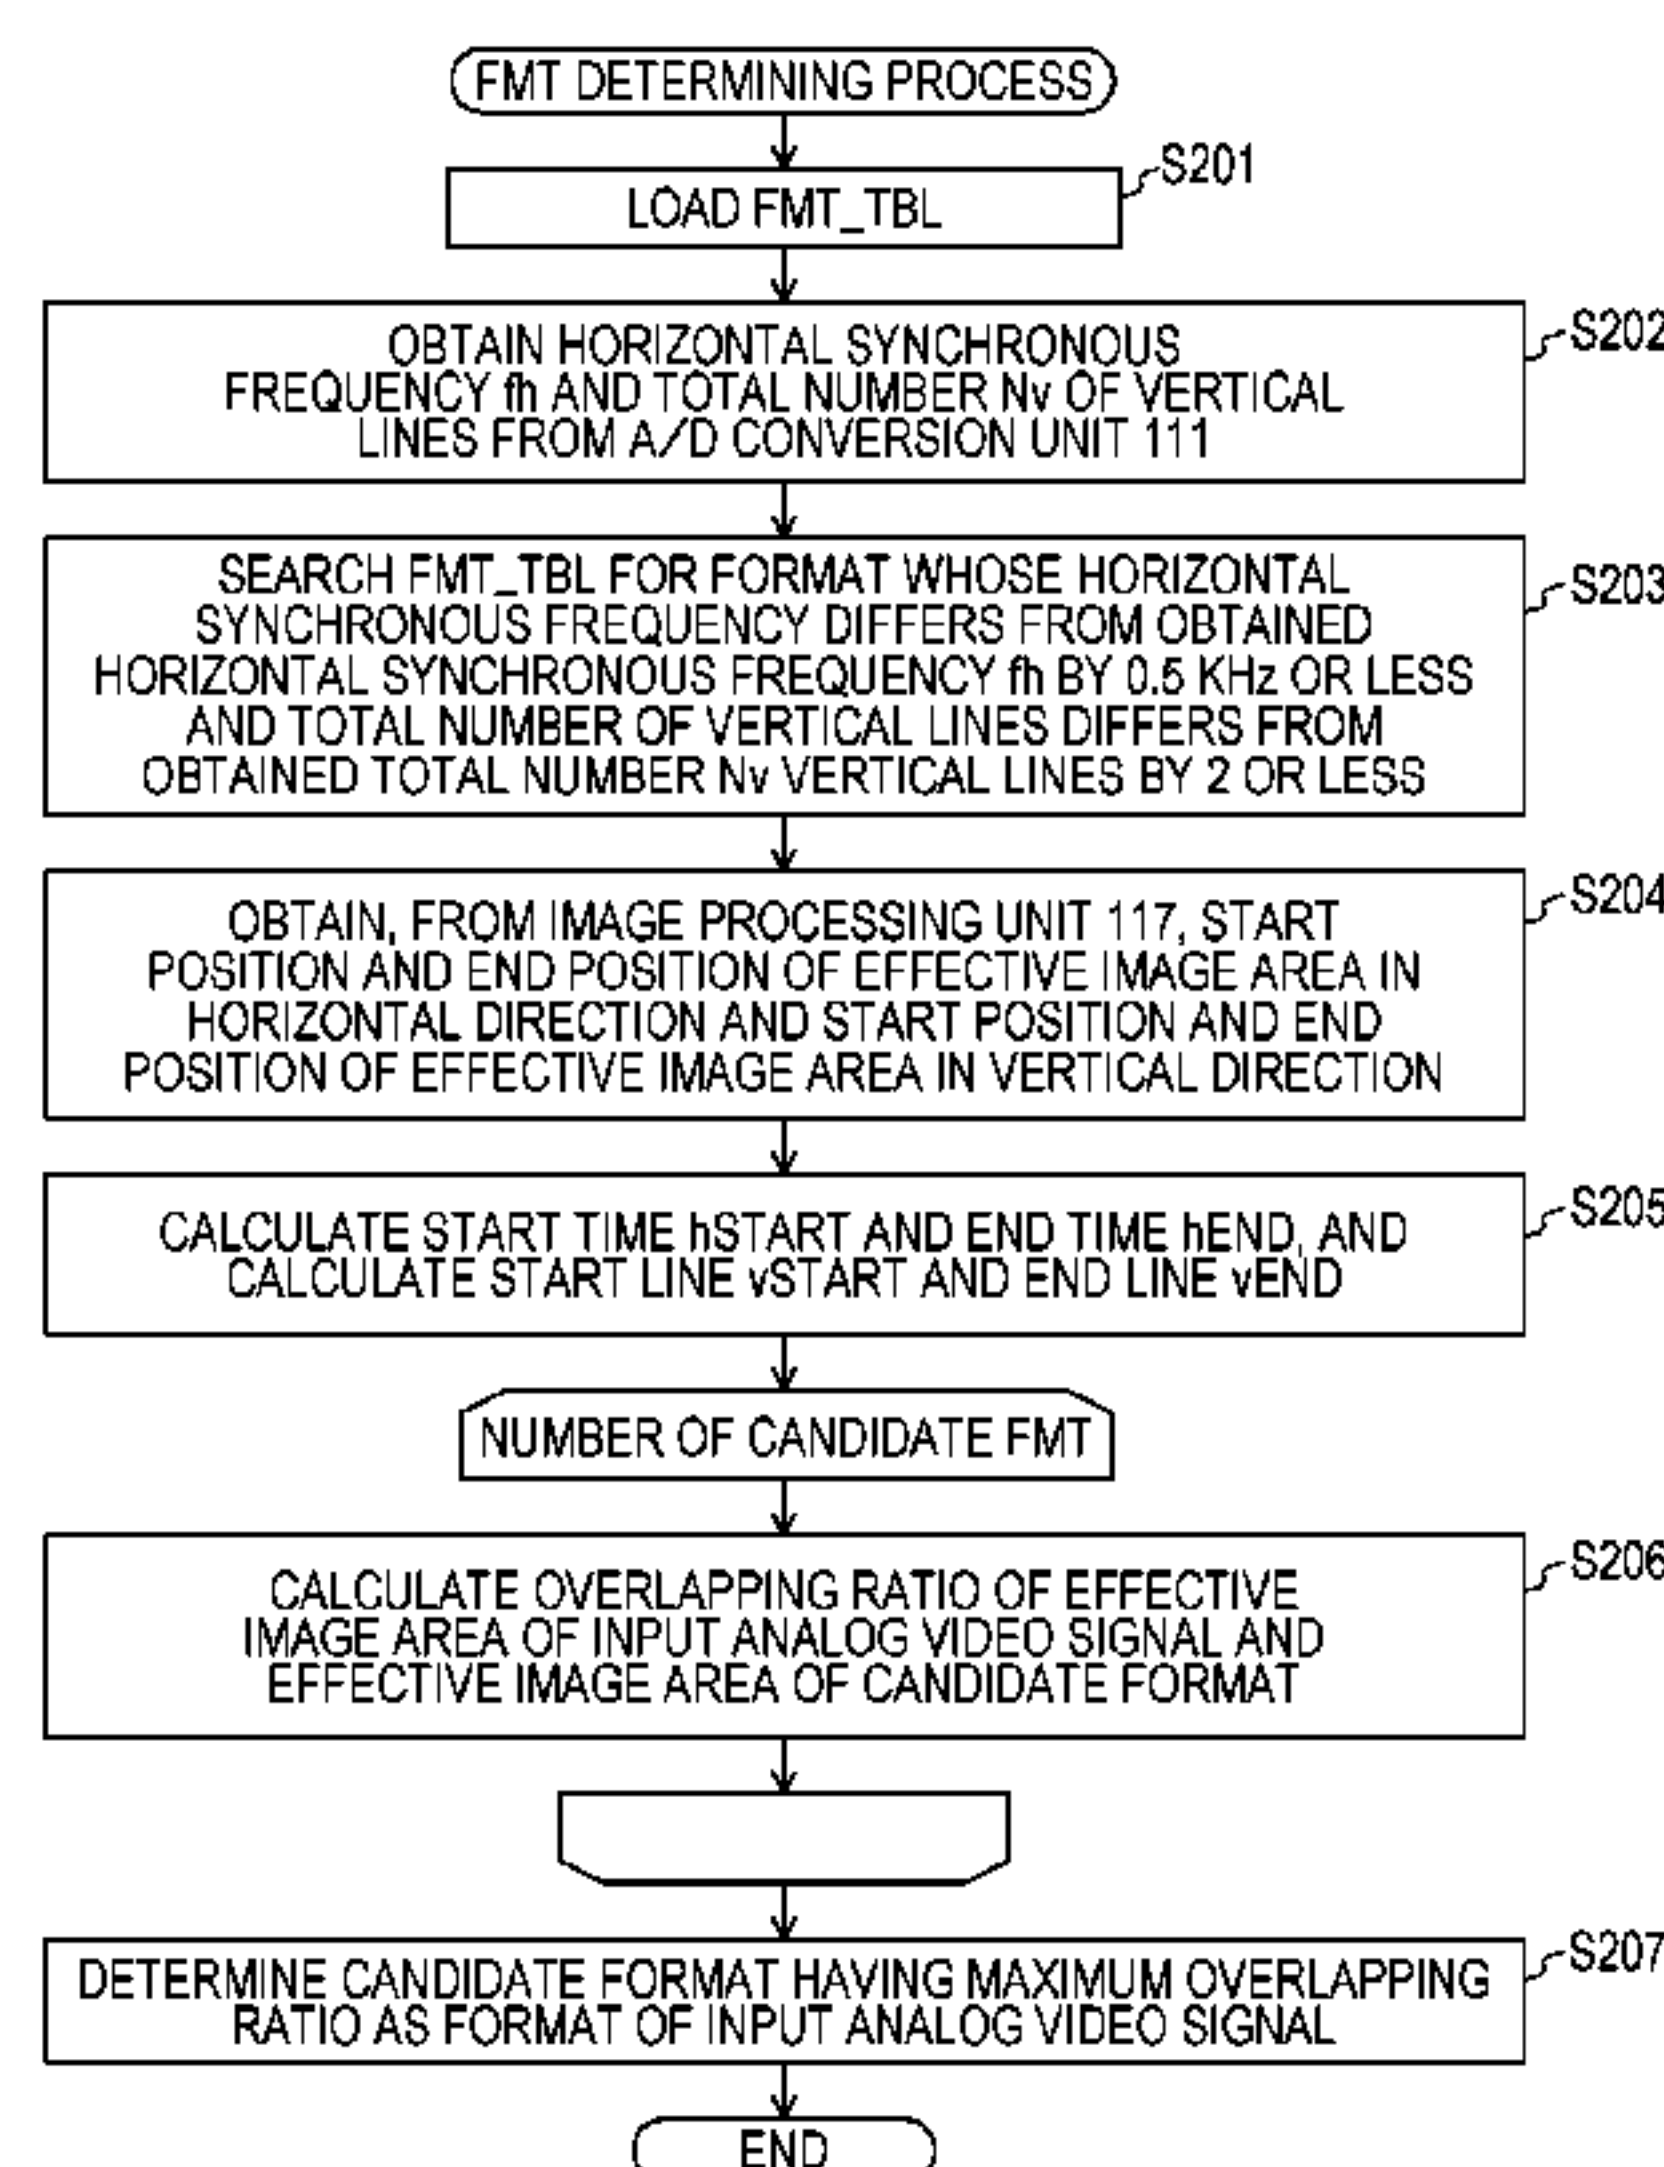 FMT DETERMINING PROCESS
S201
LOAD FMT_TBL
S202
OBTAIN HORIZONTAL SYNCHRONOUS
FREQUENCY fh AND TOTAL NUMBER Nv OF VERTICAL
LINES FROM A/D CONVERSION UNIT 111
S203
SEARCH FMT_TBL FOR FORMAT WHOSE HORIZONTAL
SYNCHRONOUS FREQUENCY DIFFERS FROM OBTAINED
HORIZONTAL SYNCHRONOUS FREQUENCY fh BY 0.5 KHz OR LESS
AND TOTAL NUMBER OF VERTICAL LINES DIFFERS FROM
OBTAINED TOTAL NUMBER Nv VERTICAL LINES BY 2 OR LESS
S204
OBTAIN, FROM IMAGE PROCESSING UNIT 117, START
POSITION AND END POSITION OF EFFECTIVE IMAGE AREA IN
HORIZONTAL DIRECTION AND START POSITION AND END
POSITION OF EFFECTIVE IMAGE AREA IN VERTICAL DIRECTION
S205
CALCULATE START TIME hSTART AND END TIME hEND, AND
CALCULATE START LINE vSTART AND END LINE vEND
NUMBER OF CANDIDATE FMT
S206
CALCULATE OVERLAPPING RATIO OF EFFECTIVE
IMAGE AREA OF INPUT ANALOG VIDEO SIGNAL AND
EFFECTIVE IMAGE AREA OF CANDIDATE FORMAT
S207
DETERMINE CANDIDATE FORMAT HAVING MAXIMUM OVERLAPPING
RATIO AS FORMAT OF INPUT ANALOG VIDEO SIGNAL
END